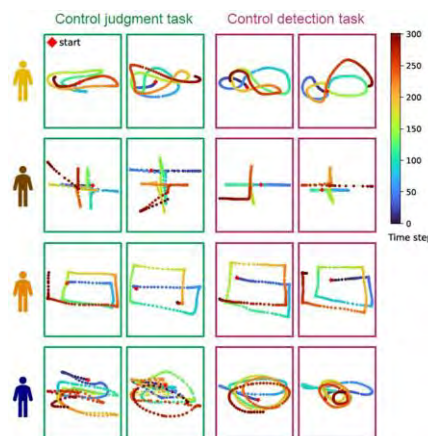 Control judgment task
Control detection task
start
300
250
200
150
100
50
0
Time step